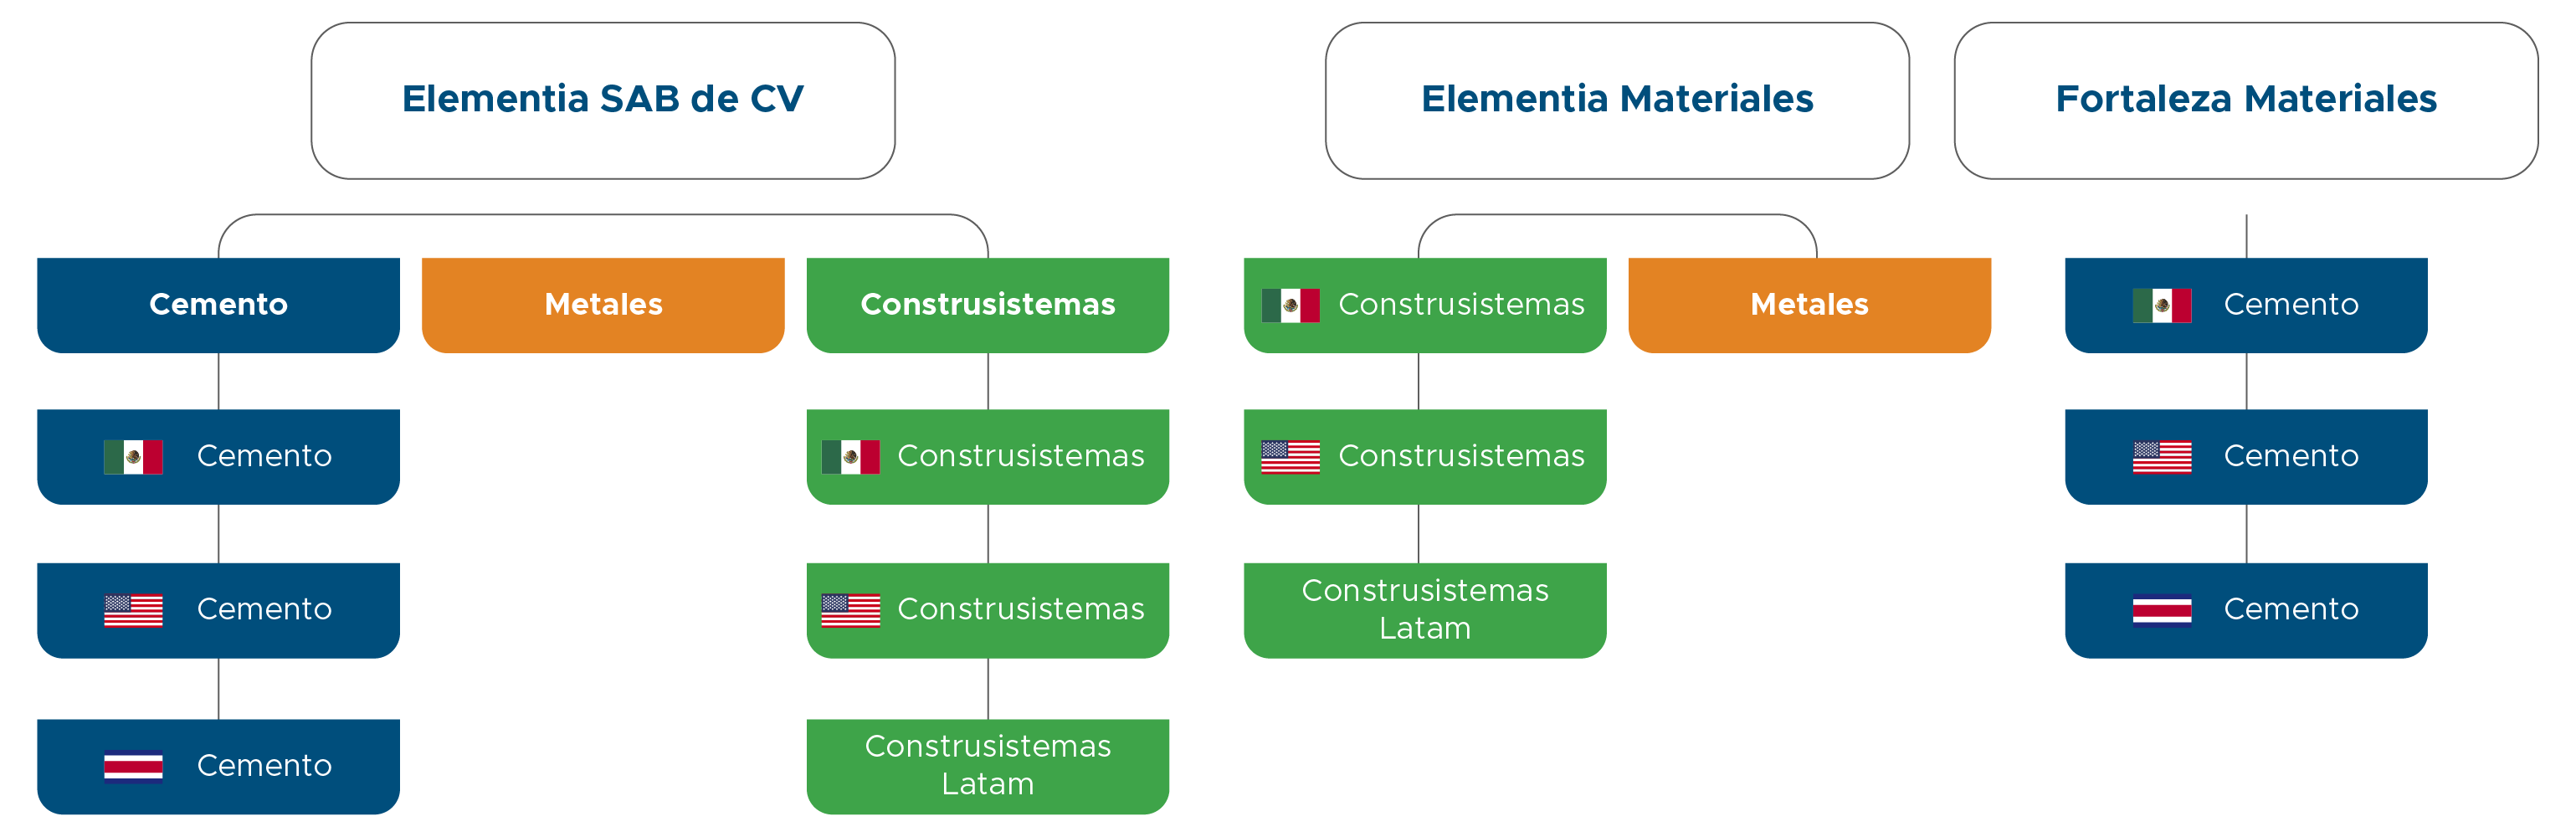 Elementia SAB de CV
Elementia Materiales
Fortaleza Materiales
Cemento
Metales
Construsistemas
Construsistemas
Metales
Cemento
Cemento
Construsistemas
Construsistemas
Cemento
Cemento
Construsistemas
Construsistemas
Latam
Cemento
Cemento
Construsistemas
Latam